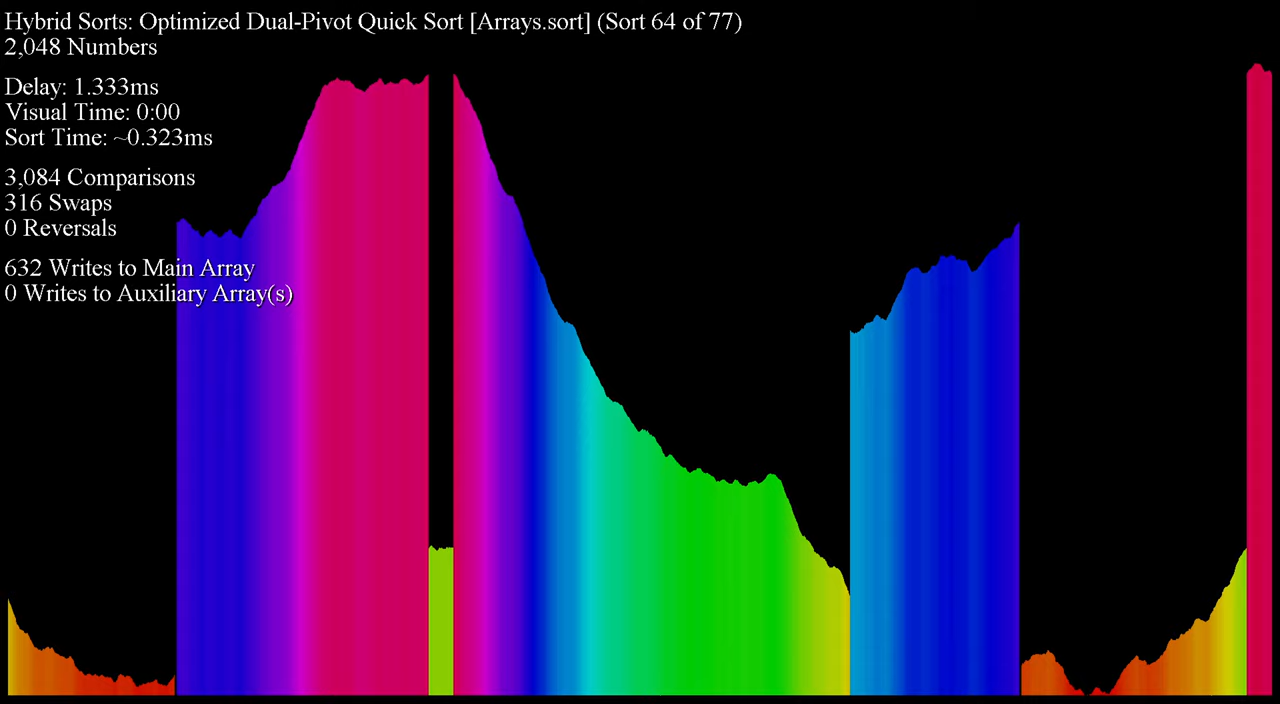 Hybrid Sorts: Optimized Dual-Pivot Quick Sort [Arrays.sort] (Sort 64 of 77)
2,048 Numbers
Delay: 1.333ms
Visual Time: 0:00
Sort Time: ~0.323ms
3,084 Comparisons
316 Swaps
0 Reversals
632 Writes to Main Array
0 Writes to Auxiliary Array(s)